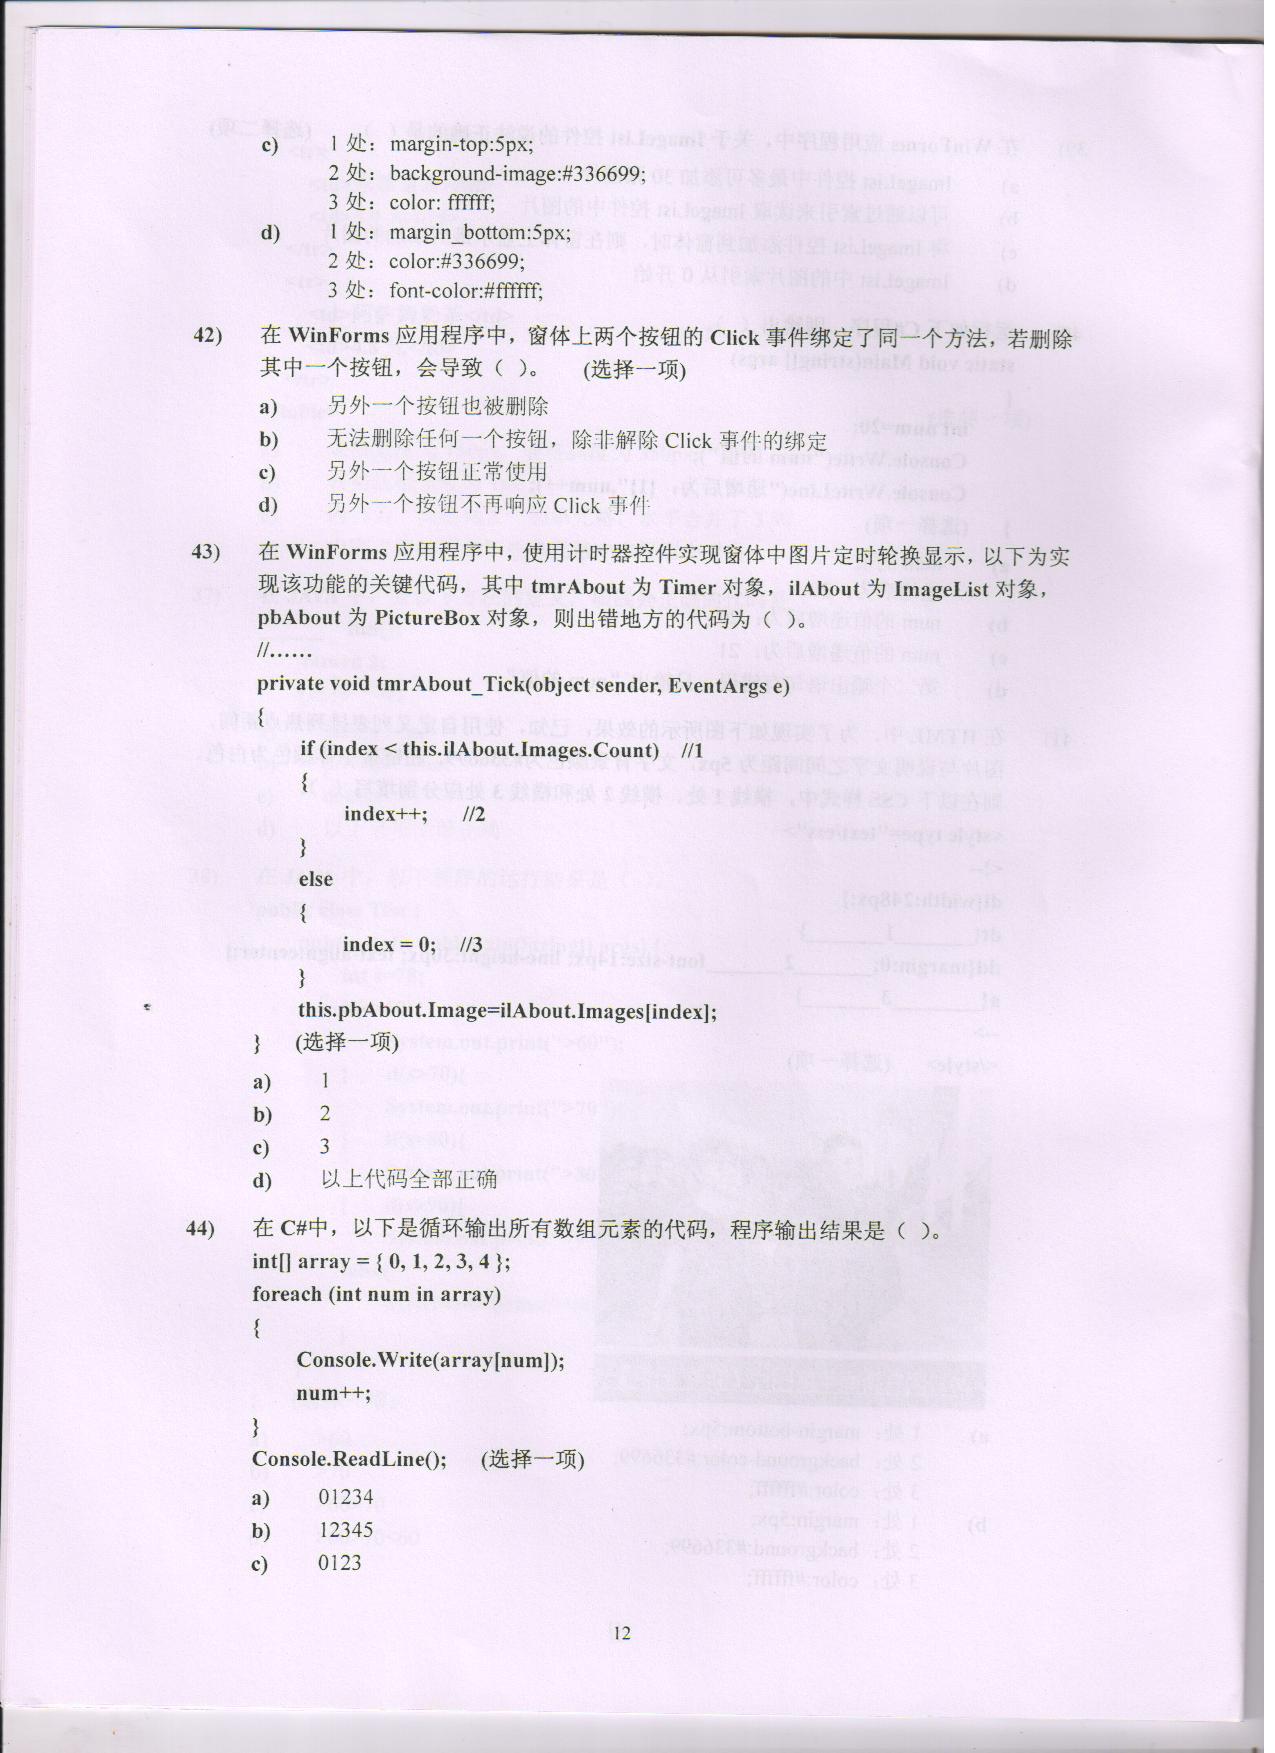 c) 1 处：margin-top:5px;
2 处：background-image:#336699;
3 处：color: ffffff;
d) 1 处：margin_bottom:5px;
2 处：color:#336699;
3 处：font-color:#ffffff;
42) 在 WinForms 应用程序中，窗体上两个按钮的 Click 事件绑定了同一个方法，若删除
其中一个按钮，会导致（ ）。 (选择一项)
a) 另外一个按钮也被删除
b) 无法删除任何一个按钮，除非解除 Click 事件的绑定
c) 另外一个按钮正常使用
d) 另外一个按钮不再响应 Click 事件
43) 在 WinForms 应用程序中，使用计时器控件实现窗体中图片定时轮换显示，以下为实
现该功能的关键代码，其中 tmrAbout 为 Timer 对象，ilAbout 为 ImageList 对象，
pbAbout 为 PictureBox 对象，则出错地方的代码为（ ）。
//……
private void tmrAbout_Tick(object sender, EventArgs e)
{
if (index < this.ilAbout.Images.Count) //1
{
index++; //2
}
else
{
index = 0; //3
}
this.pbAbout.Image=ilAbout.Images[index];
} (选择一项)
a) 1
b) 2
c) 3
d) 以上代码全部正确
44) 在 C#中，以下是循环输出所有数组元素的代码，程序输出结果是（ ）。
int[] array = { 0, 1, 2, 3, 4 };
foreach (int num in array)
{
Console.Write(array[num]);
num++;
}
Console.ReadLine(); (选择一项)
a) 01234
b) 12345
c) 0123
12